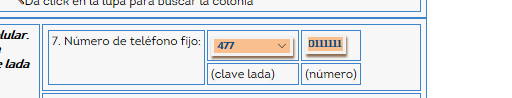 Da click en la lupa para buscar la colonia
lular.
7. Número de teléfono fijo: 477 0111111
e lada (clave lada) (número)